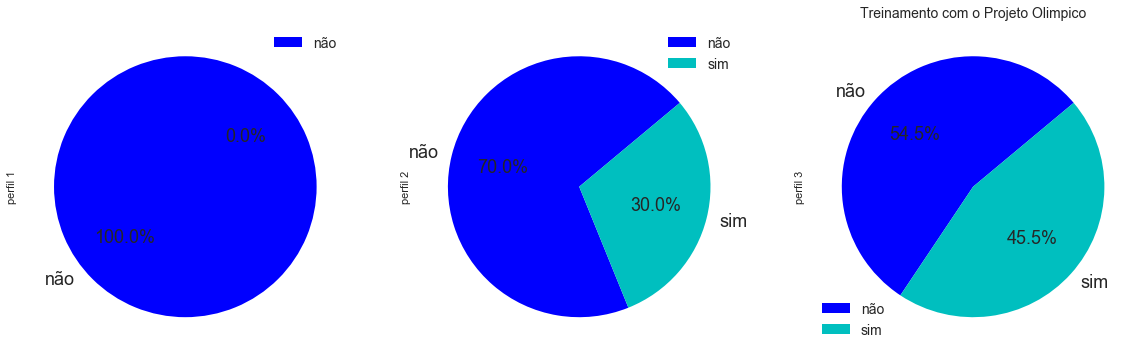 não
0.0%
100.0%
não
perfil 1
não
sim
não
70.0%
30.0%
sim
perfil 2
Treinamento com o Projeto Olimpico
não
54.5%
45.5%
sim
perfil 3
não
sim